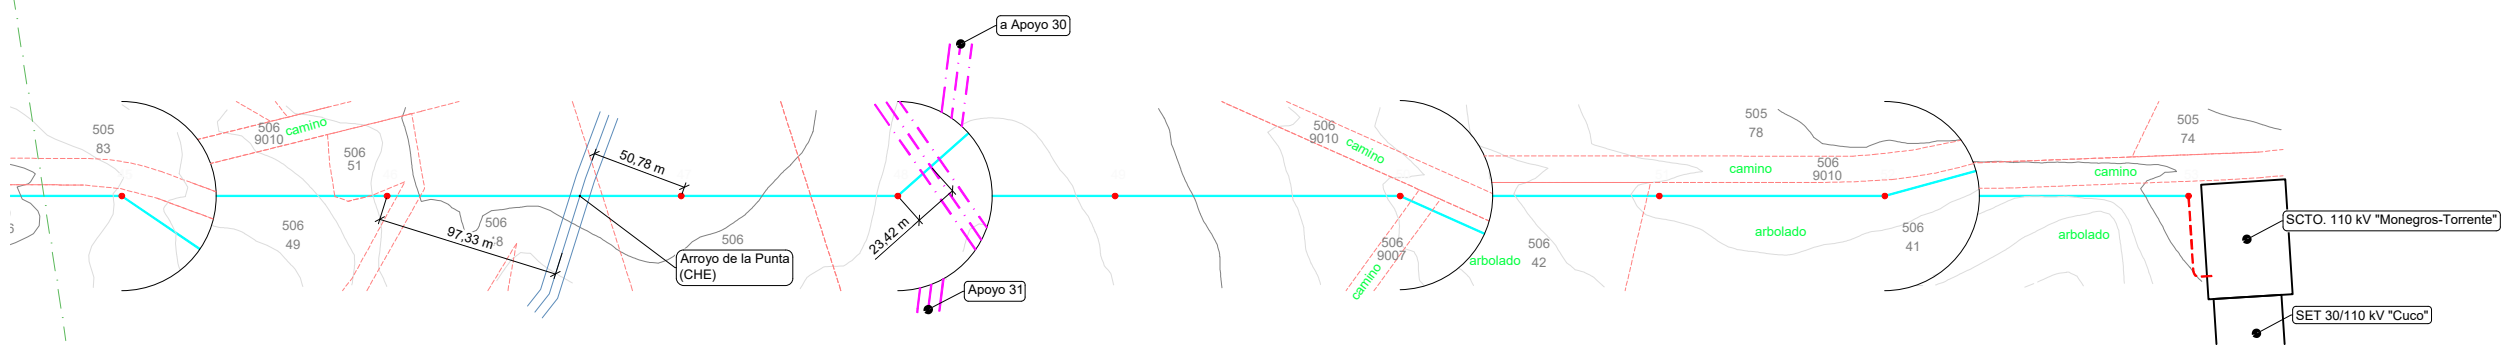 505
83
506
9010
camino
506
51
506
49
97,33 m
506
50,78 m
Arroyo de la Punta
(CHE)
506
23,42 m
a Apoyo 30
Apoyo 31
506
9010
camino
506
9007
camino
arbolado
506
42
505
78
camino
506
9010
arbolado
506
41
505
74
camino
arbolado
SCTO. 110 kV "Monegros-Torrente"
SET 30/110 kV "Cuco"